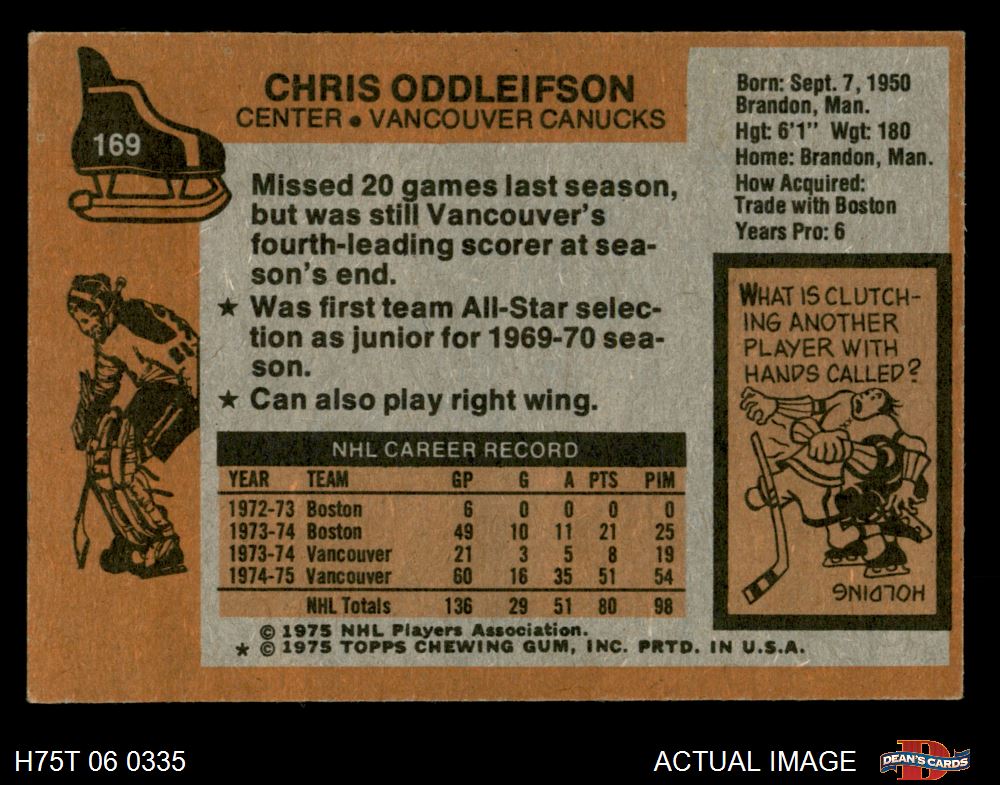 169
CHRIS ODDLEIFSON
CENTER • VANCOUVER CANUCKS
Missed 20 games last season,
but was still Vancouver's
fourth-leading scorer at sea-
son's end.
★ Was first team All-Star selec-
tion as junior for 1969-70 sea-
son.
★ Can also play right wing.
NHL CAREER RECORD
YEAR TEAM GP G A PTS PIM
1972-73 Boston 6 0 0 0 0
1973-74 Boston 49 10 11 21 25
1973-74 Vancouver 21 3 5 8 19
1974-75 Vancouver 60 16 35 51 54
NHL Totals 136 29 51 80 98
© 1975 NHL Players Association.
★ © 1975 TOPPS CHEWING GUM, INC. PRTD. IN U.S.A.
Born: Sept. 7, 1950
Brandon, Man.
Hgt: 6'1" Wgt: 180
Home: Brandon, Man.
How Acquired:
Trade with Boston
Years Pro: 6
WHAT IS CLUTCH-
ING ANOTHER
PLAYER WITH
HANDS CALLED?
HOLDING
H75T 06 0335
ACTUAL IMAGE
D
DEAN'S CARDS